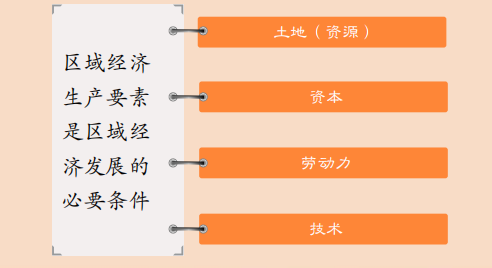 区域经济
生产要素
是区域经
济发展的
必要条件
土地（资源）
资本
劳动力
技术